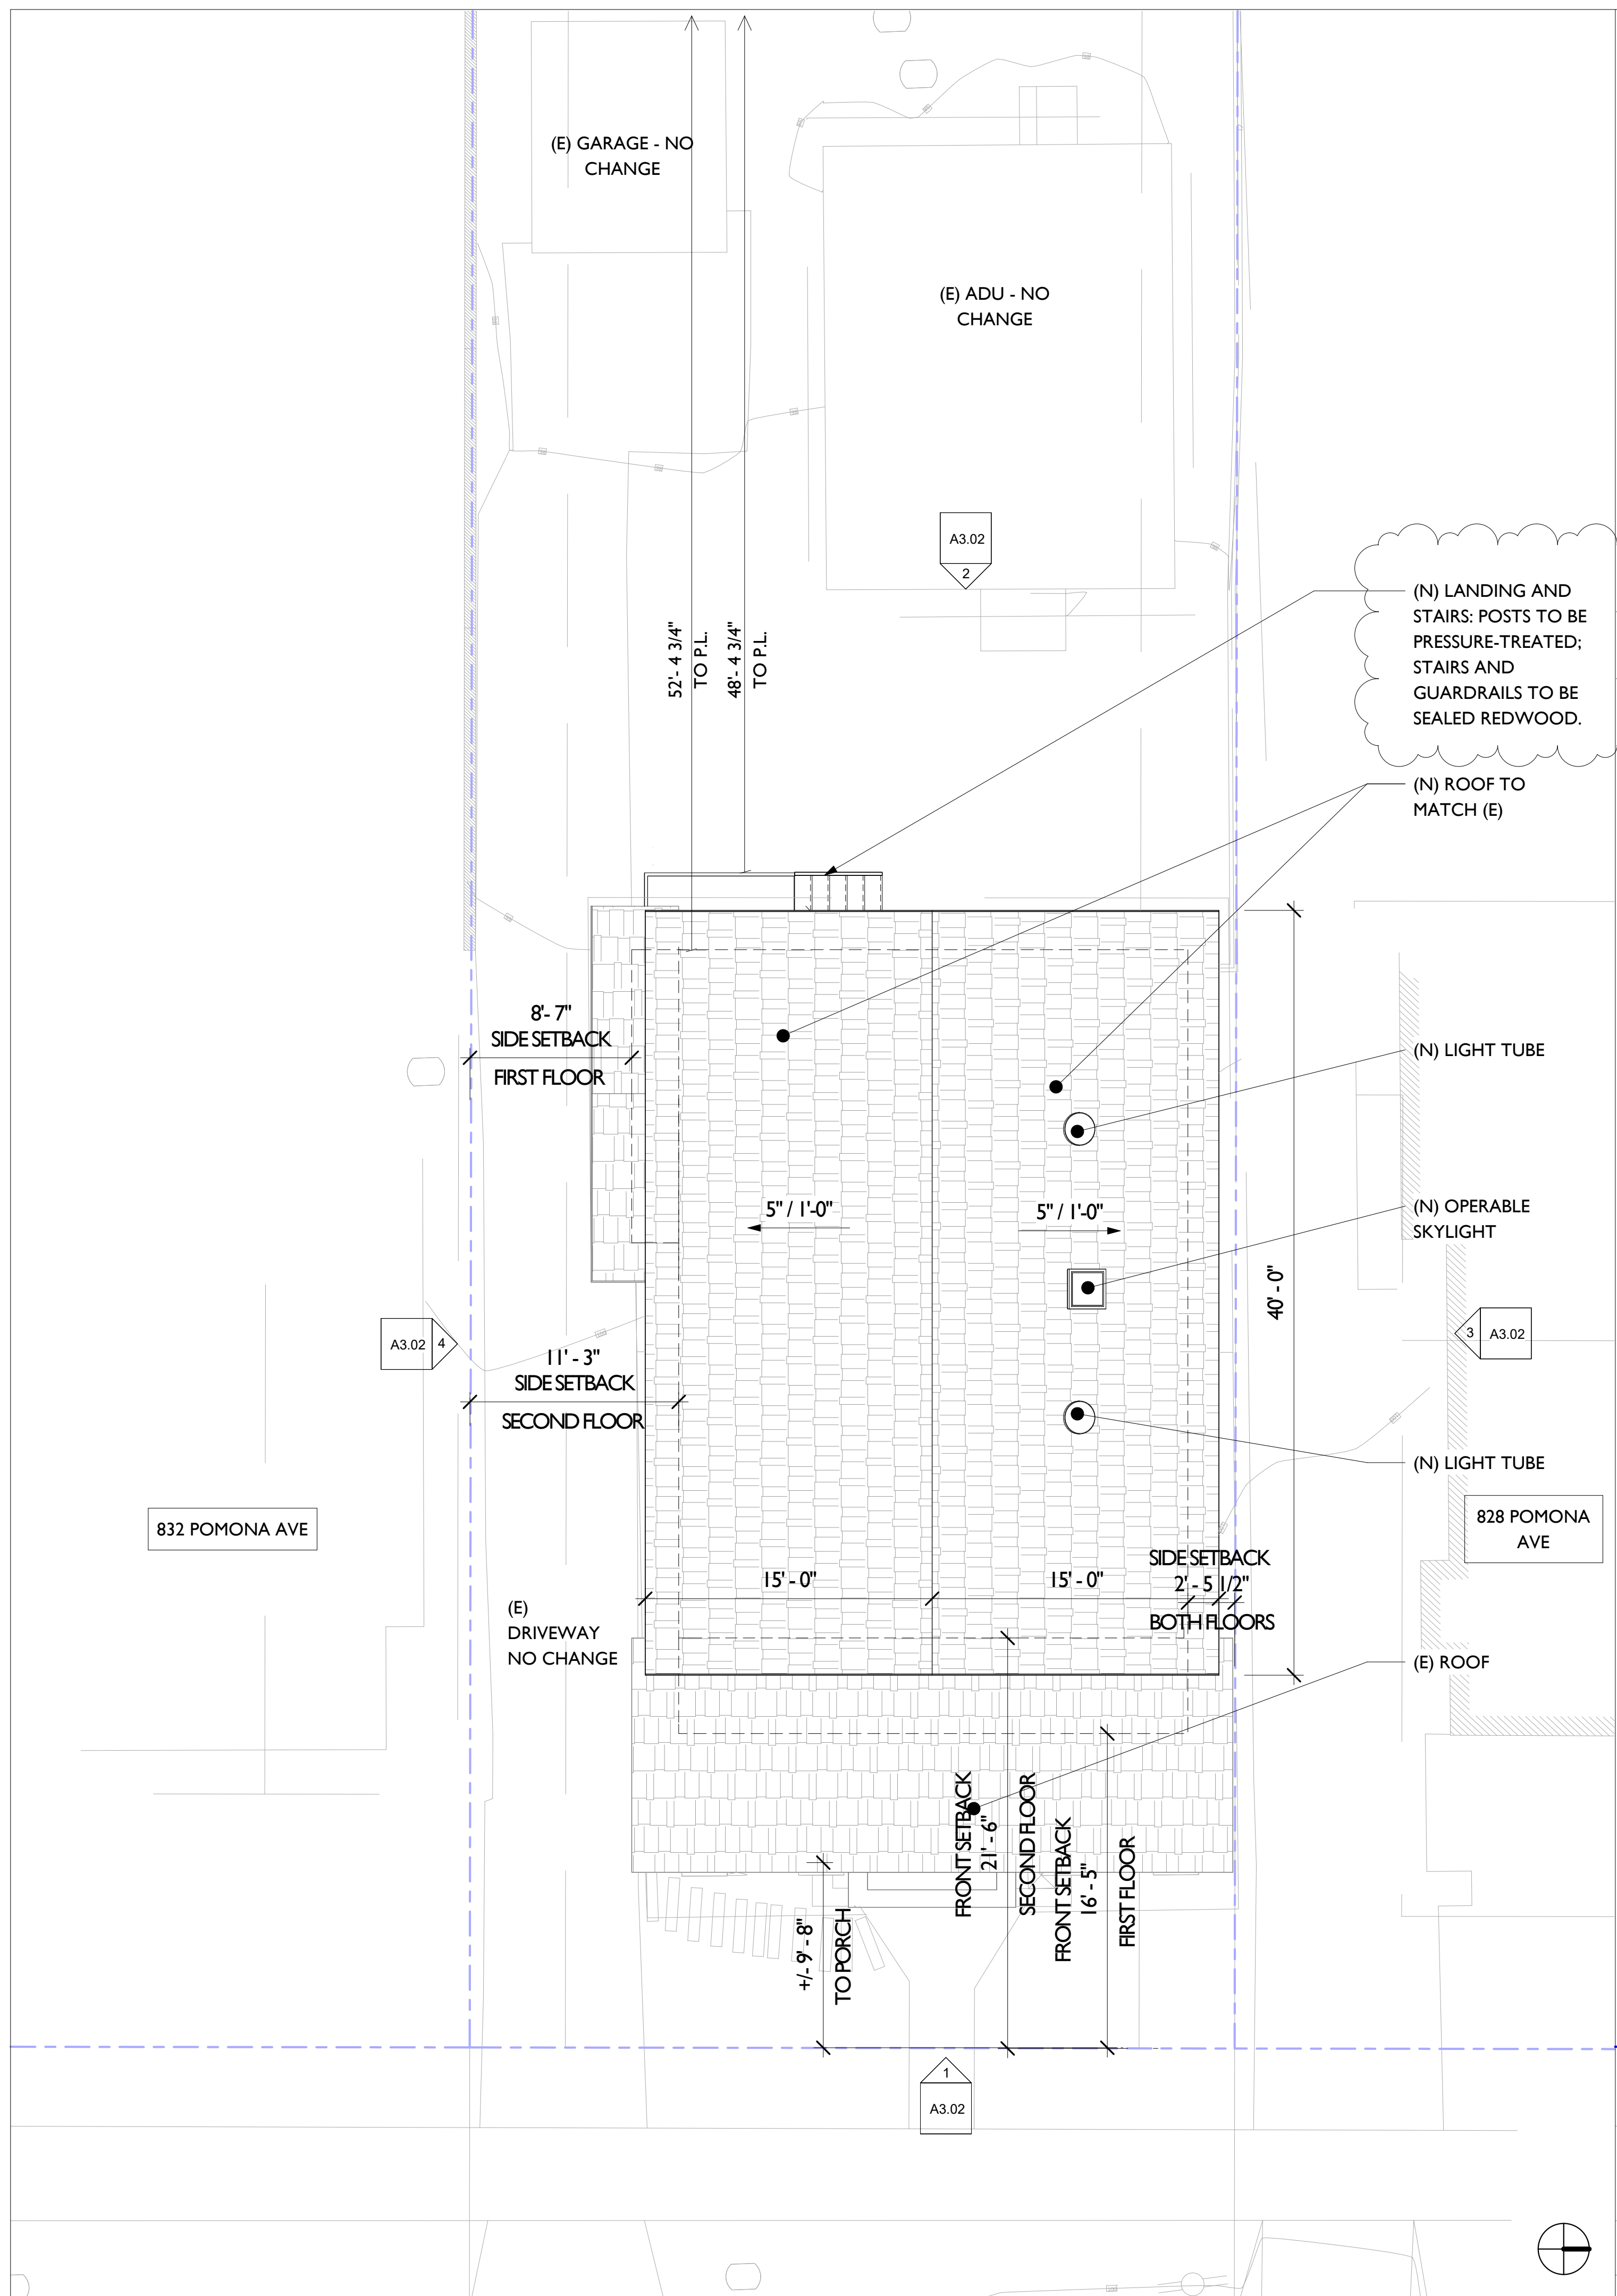 (E) GARAGE - NO
CHANGE
(E) ADU - NO
CHANGE
A3.02
2
52'- 4 3/4"
TO P.L.
48'- 4 3/4"
TO P.L.
(N) LANDING AND
STAIRS: POSTS TO BE
PRESSURE-TREATED;
STAIRS AND
GUARDRAILS TO BE
SEALED REDWOOD.
(N) ROOF TO
MATCH (E)
8'- 7"
SIDE SETBACK
FIRST FLOOR
(N) LIGHT TUBE
5" / 1'-0"
5" / 1'-0"
(N) OPERABLE
SKYLIGHT
40' - 0"
A3.02
4
3
A3.02
11' - 3"
SIDE SETBACK
SECOND FLOOR
(N) LIGHT TUBE
832 POMONA AVE
828 POMONA
AVE
15' - 0"
15' - 0"
SIDE SETBACK
2' - 5 1/2"
BOTH FLOORS
(E)
DRIVEWAY
NO CHANGE
(E) ROOF
FRONT SETBACK
21' - 6"
SECOND FLOOR
FRONT SETBACK
16' - 5"
FIRST FLOOR
+/- 9' - 8"
TO PORCH
1
A3.02